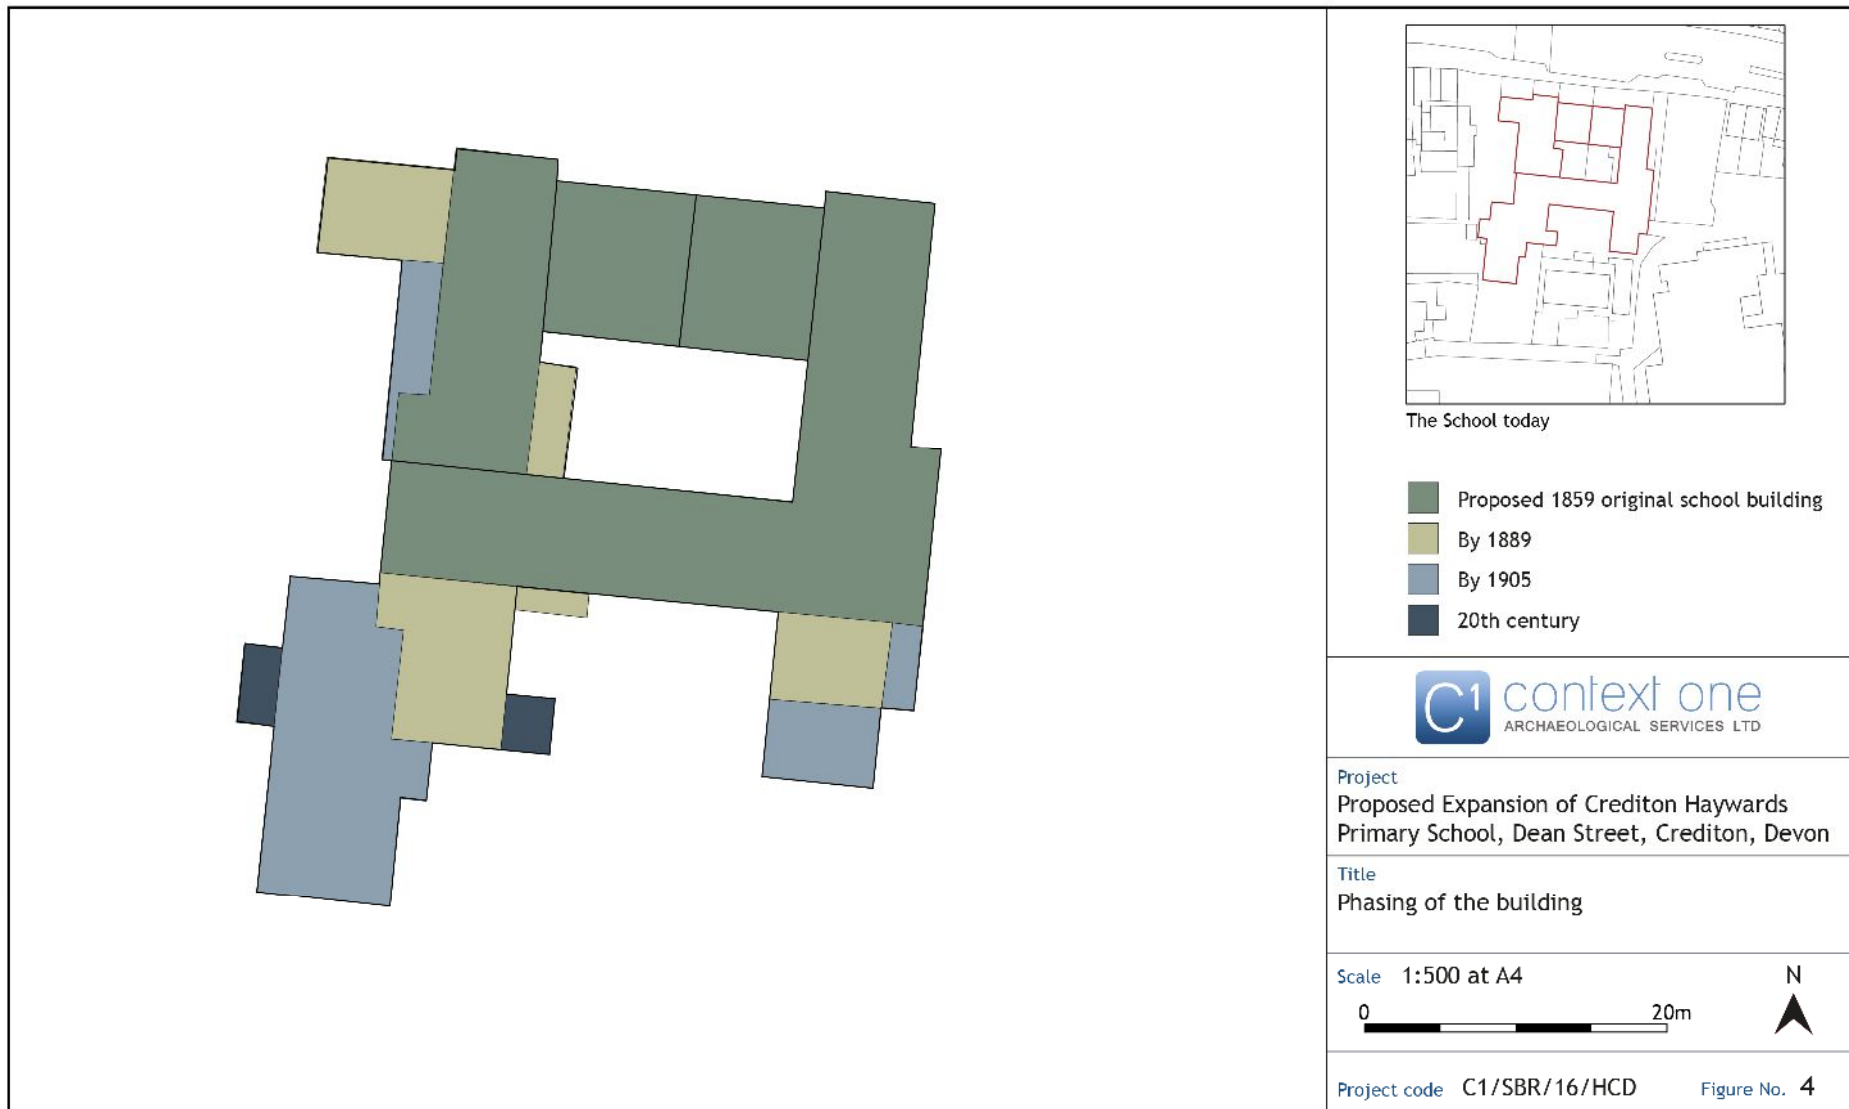 The School today
Proposed 1859 original school building
By 1889
By 1905
20th century
C1 context one
ARCHAEOLOGICAL SERVICES LTD
Project
Proposed Expansion of Crediton Haywards
Primary School, Dean Street, Crediton, Devon
Title
Phasing of the building
Scale 1:500 at A4
N
0 20m
Project code C1/SBR/16/HCD Figure No. 4